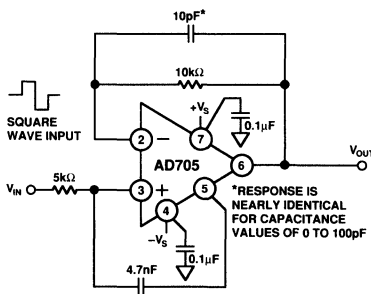 10pF*
10kΩ
SQUARE
WAVE INPUT
+VS
0.1µF
2
−
7
AD705
6
VOUT
VIN
5kΩ
3
+
5
4
−VS
0.1µF
4.7nF
*RESPONSE IS
NEARLY IDENTICAL
FOR CAPACITANCE
VALUES OF 0 TO 100pF